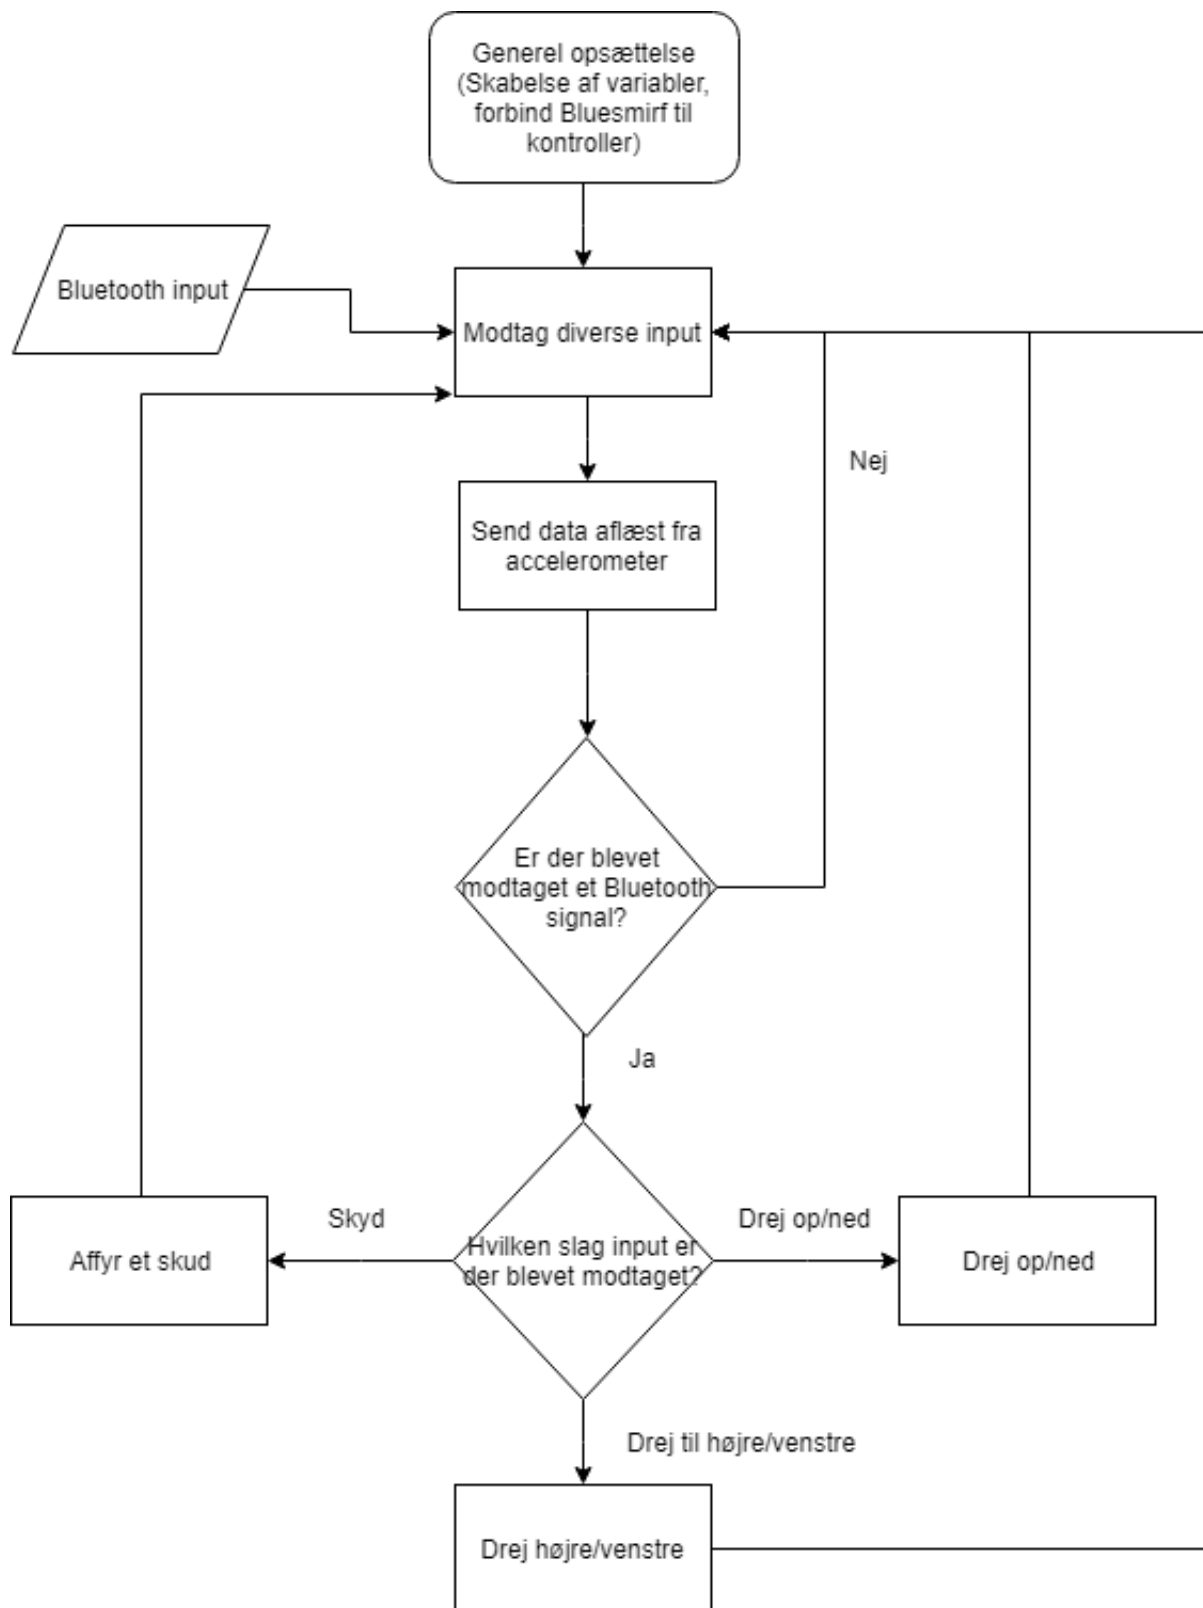 Generel opsættelse
(Skabelse af variabler,
forbind Bluesmirf til
kontroller)
Bluetooth input
Modtag diverse input
Nej
Send data aflæst fra
accelerometer
Er der blevet
modtaget et Bluetooth
signal?
Ja
Skyd
Drej op/ned
Affyr et skud
Hvilken slag input er
der blevet modtaget?
Drej op/ned
Drej til højre/venstre
Drej højre/venstre